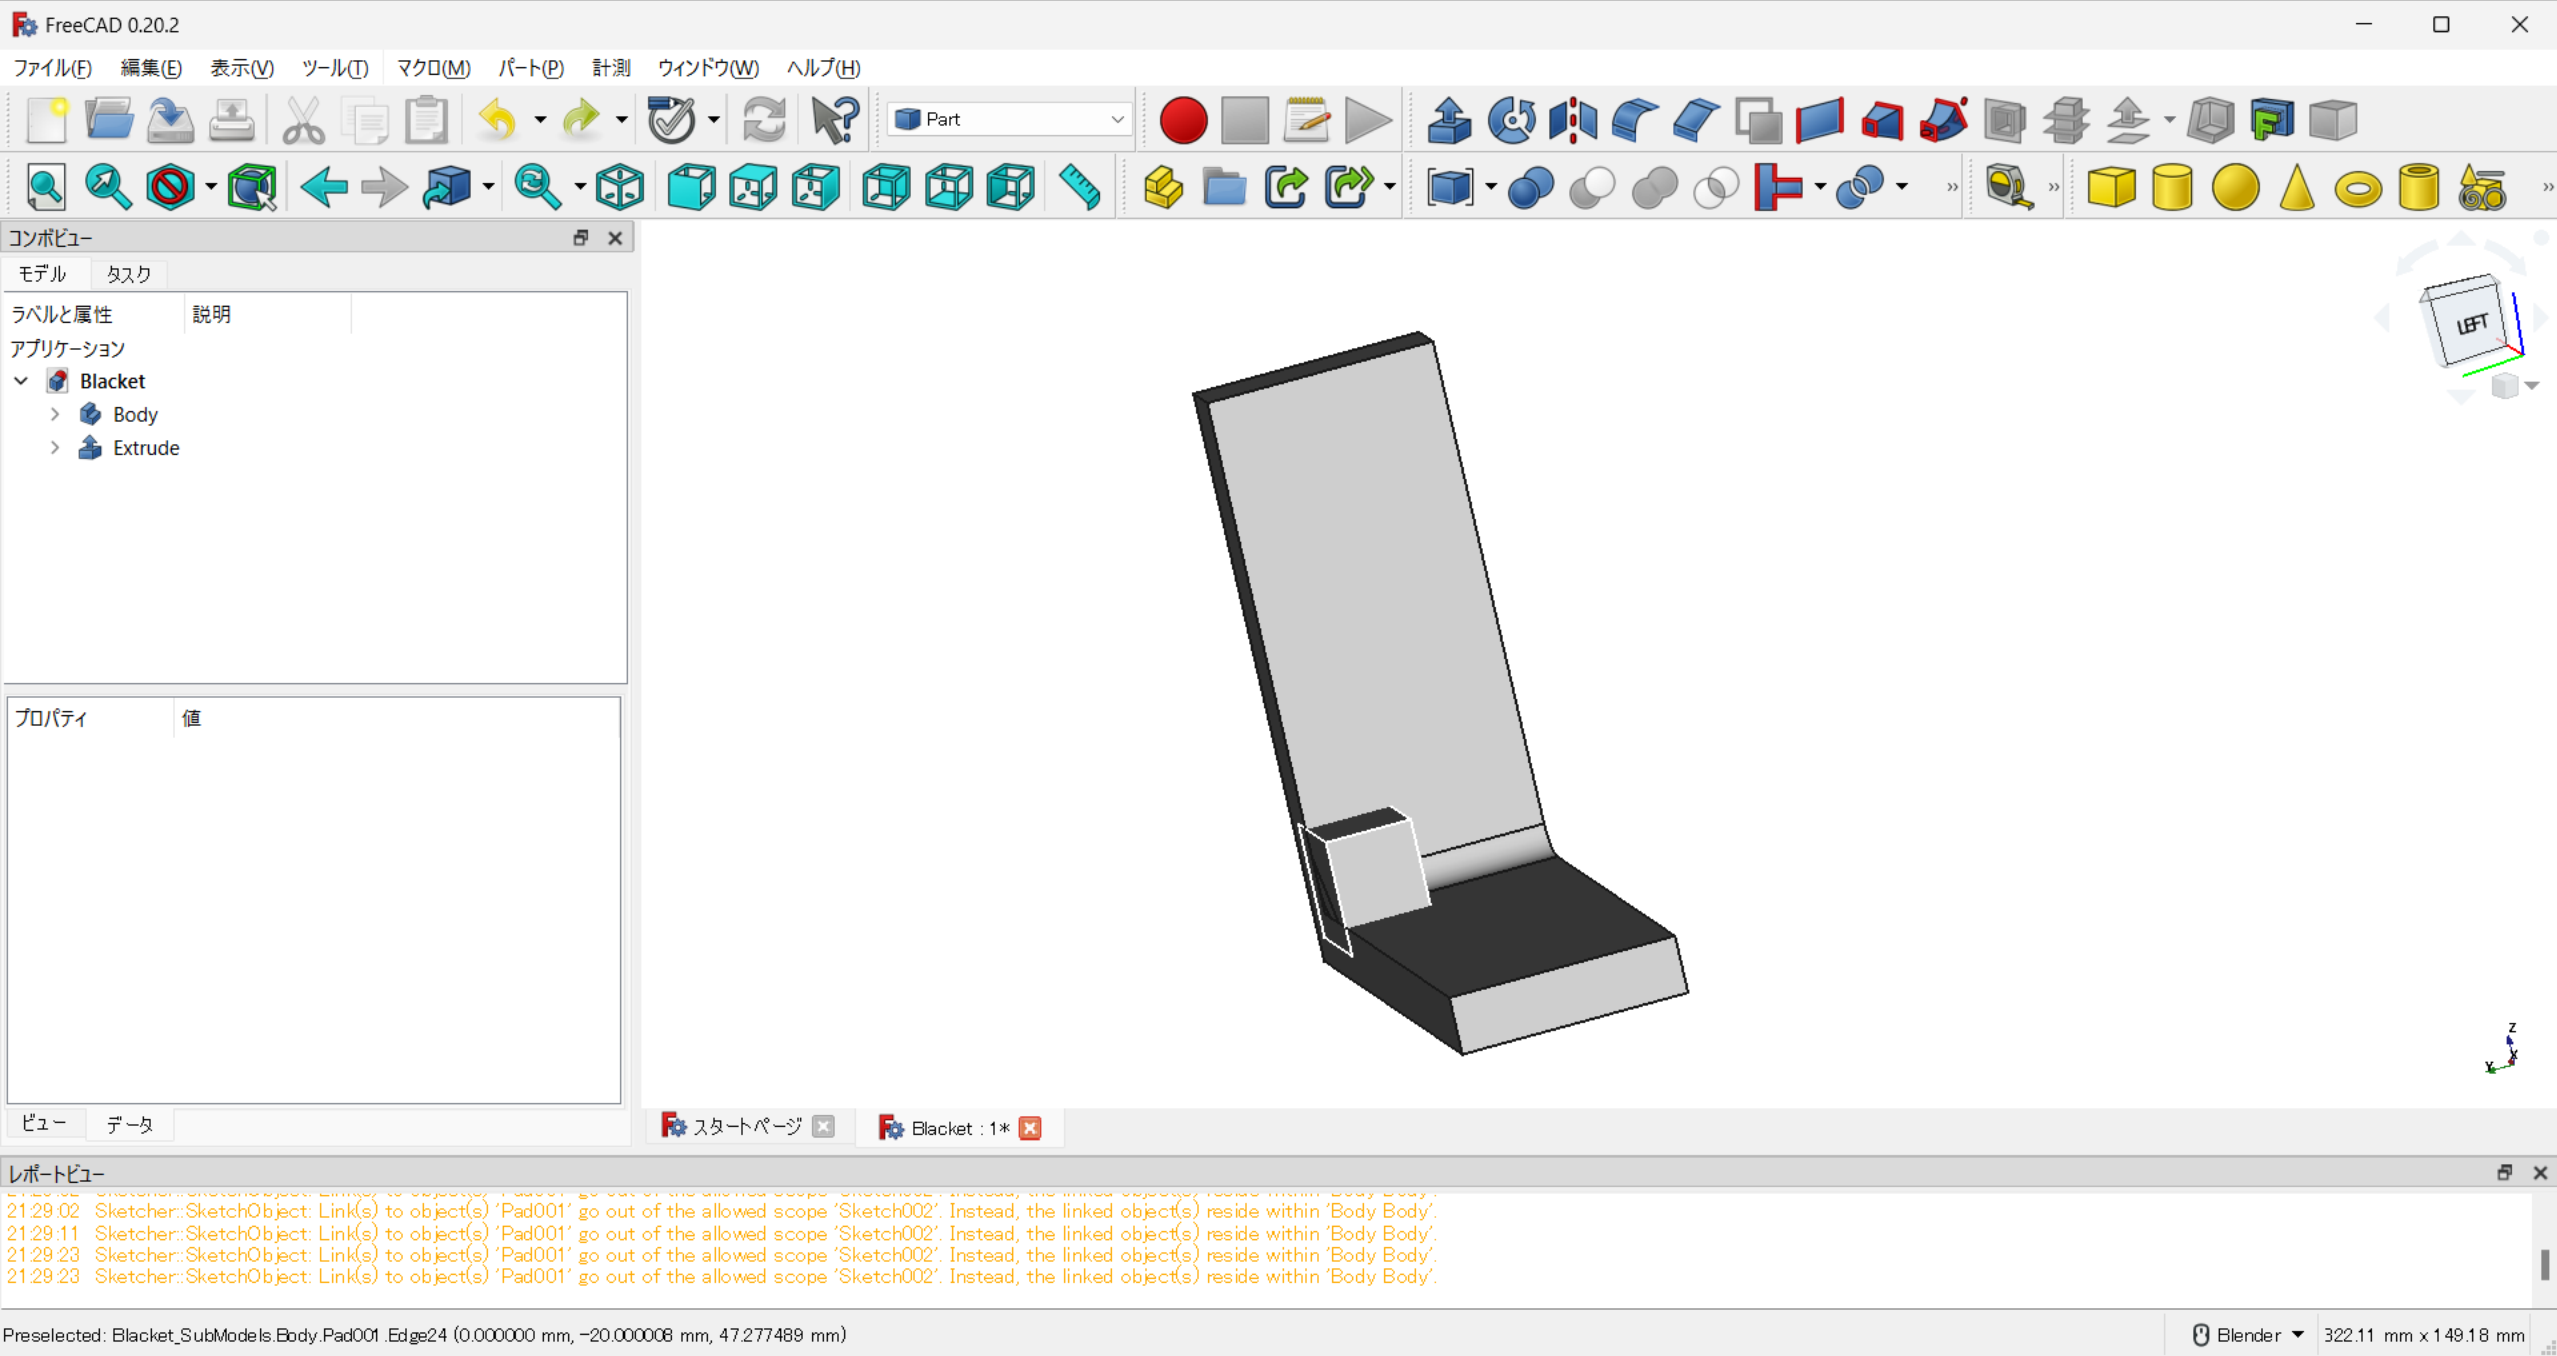 FreeCAD 0.20.2
ファイル(F) 編集(E) 表示(V) ツール(T) マクロ(M) パート(P) 計測 ウィンドウ(W) ヘルプ(H)
Part
コンボビュー
モデル タスク
ラベルと属性 説明
アプリケーション
Blacket
Body
Extrude
LEFT
プロパティ 値
Z
X
Y
ビュー データ
スタートページ Blacket : 1*
レポートビュー
21:29:02 Sketcher::SketchObject: Link(s) to object(s) 'Pad001' go out of the allowed scope 'Sketch002'. Instead, the linked object(s) reside within 'Body Body'.
21:29:11 Sketcher::SketchObject: Link(s) to object(s) 'Pad001' go out of the allowed scope 'Sketch002'. Instead, the linked object(s) reside within 'Body Body'.
21:29:23 Sketcher::SketchObject: Link(s) to object(s) 'Pad001' go out of the allowed scope 'Sketch002'. Instead, the linked object(s) reside within 'Body Body'.
21:29:23 Sketcher::SketchObject: Link(s) to object(s) 'Pad001' go out of the allowed scope 'Sketch002'. Instead, the linked object(s) reside within 'Body Body'.
Preselected: Blacket_SubModels.Body.Pad001.Edge24 (0.000000 mm, -20.000008 mm, 47.277489 mm)
Blender 322.11 mm x 149.18 mm